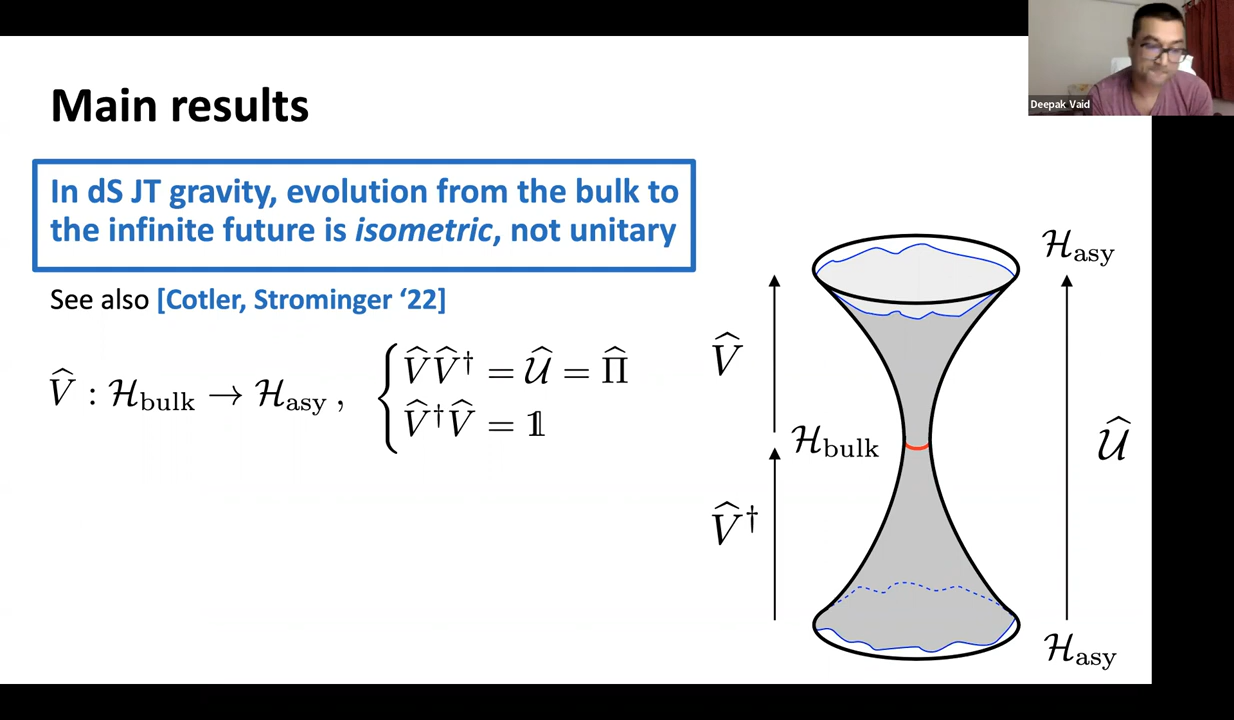 Main results
Deepak Vaid
In dS JT gravity, evolution from the bulk to
the infinite future is isometric, not unitary
See also [Cotler, Strominger ‘22]
V̂ : ℋ_bulk → ℋ_asy ,
V̂V̂† = 𝒰̂ = Π̂
V̂†V̂ = 𝟙
ℋ_asy
V̂
ℋ_bulk
𝒰̂
V̂†
ℋ_asy